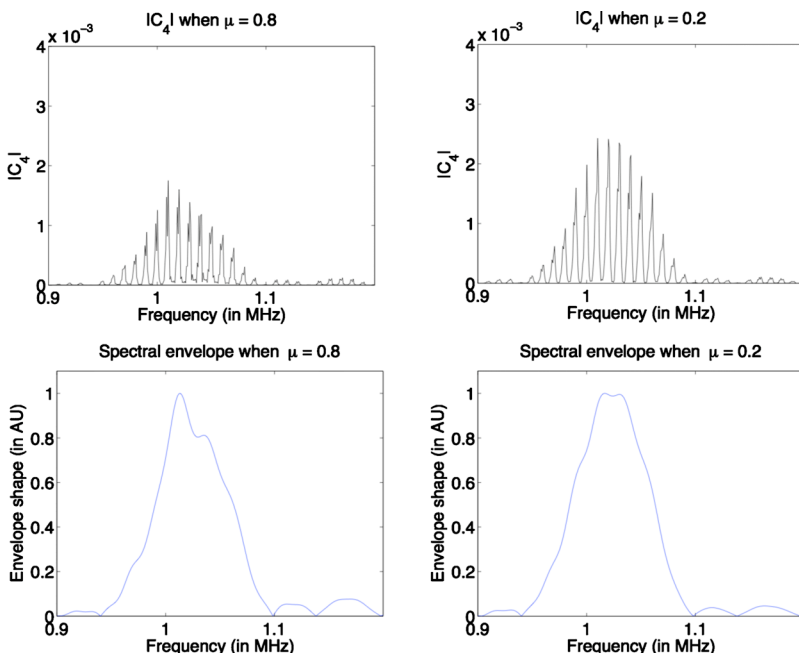 |C4| when μ = 0.8
4 x 10⁻³
3
2
1
0
|C4|
0.9 1 1.1
Frequency (in MHz)
|C4| when μ = 0.2
4 x 10⁻³
3
2
1
0
0.9 1 1.1
Frequency (in MHz)
Spectral envelope when μ = 0.8
1
0.8
0.6
0.4
0.2
0
Envelope shape (in AU)
0.9 1 1.1
Frequency (in MHz)
Spectral envelope when μ = 0.2
1
0.8
0.6
0.4
0.2
0
Envelope shape (in AU)
0.9 1 1.1
Frequency (in MHz)